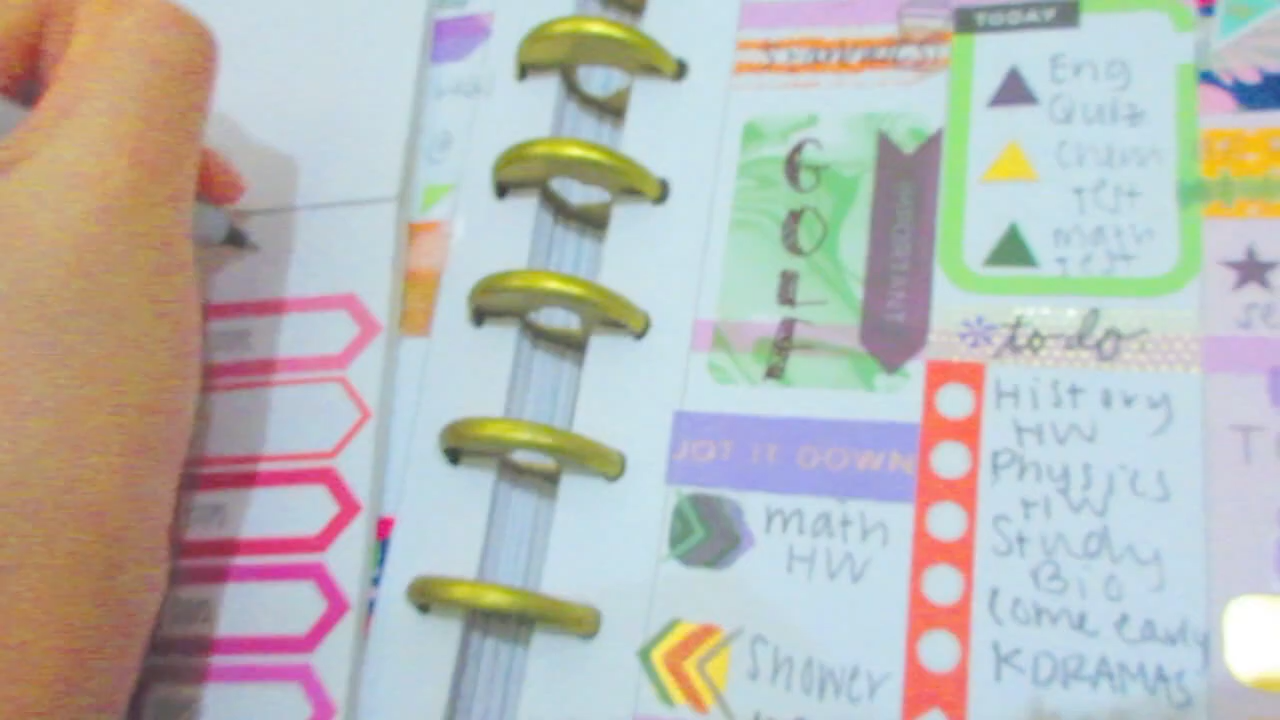 TODAY
Eng
Quiz
Chem
Test
math
Test
G
O
L
F
IMPORTANT
*to-do
JOT IT DOWN
math
HW
Shower
History
HW
Physics
HW
Study
Bio
come early
KDRAMAS